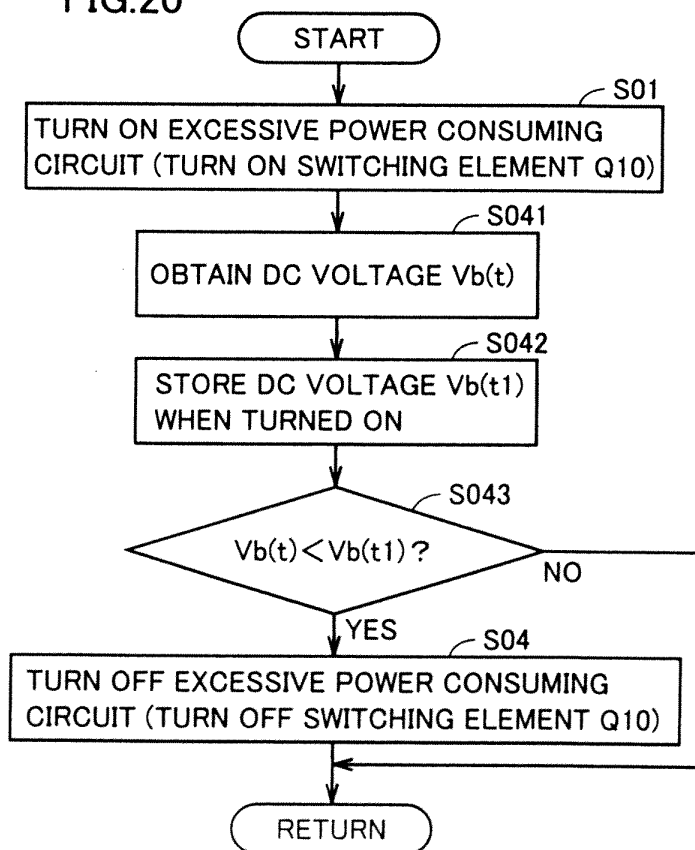 FIG.20
START
S01
TURN ON EXCESSIVE POWER CONSUMING
CIRCUIT (TURN ON SWITCHING ELEMENT Q10)
S041
OBTAIN DC VOLTAGE Vb(t)
S042
STORE DC VOLTAGE Vb(t1)
WHEN TURNED ON
S043
Vb(t)<Vb(t1)?
NO
YES
S04
TURN OFF EXCESSIVE POWER CONSUMING
CIRCUIT (TURN OFF SWITCHING ELEMENT Q10)
RETURN